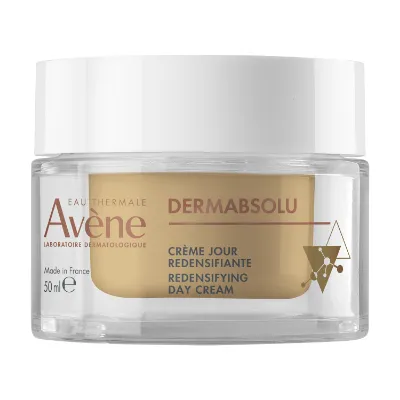 EAU THERMALE
Avène
LABORATOIRE DERMATOLOGIQUE
Made in France
50 ml e
DERMABSOLU
CRÈME JOUR
REDENSIFIANTE
REDENSIFYING
DAY CREAM